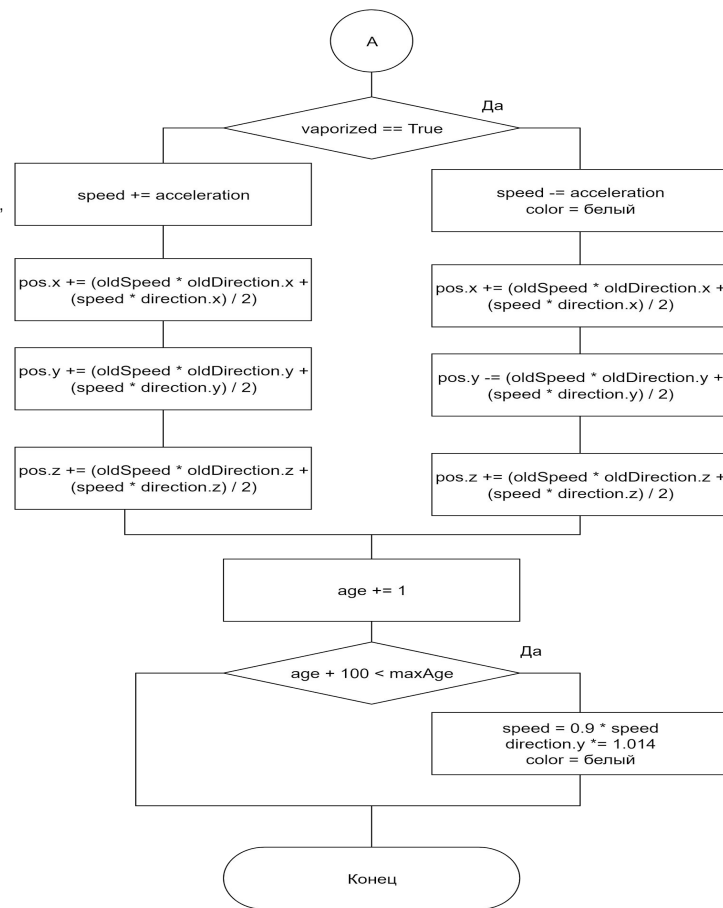 A
Да
vaporized == True
speed += acceleration
speed -= acceleration
color = белый
,
pos.x += (oldSpeed * oldDirection.x +
(speed * direction.x) / 2)
pos.x += (oldSpeed * oldDirection.x +
(speed * direction.x) / 2)
pos.y += (oldSpeed * oldDirection.y +
(speed * direction.y) / 2)
pos.y -= (oldSpeed * oldDirection.y +
(speed * direction.y) / 2)
pos.z += (oldSpeed * oldDirection.z +
(speed * direction.z) / 2)
pos.z += (oldSpeed * oldDirection.z +
(speed * direction.z) / 2)
age += 1
Да
age + 100 < maxAge
speed = 0.9 * speed
direction.y *= 1.014
color = белый
Конец